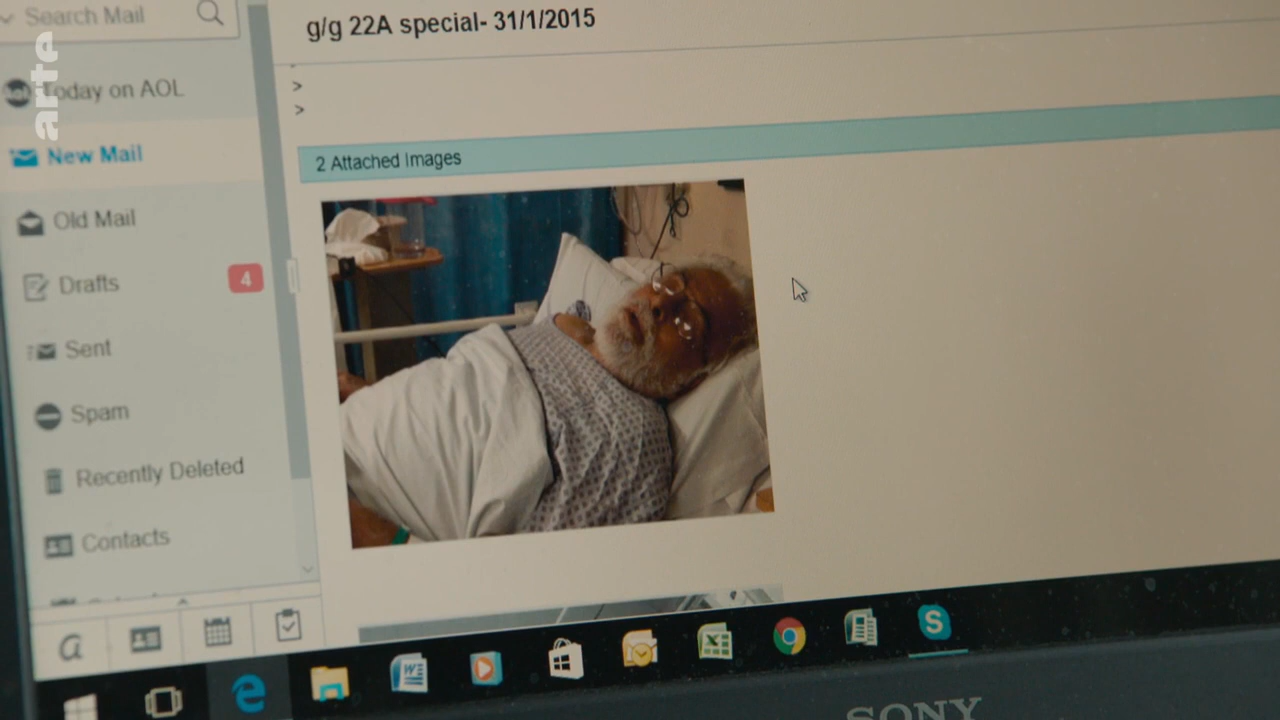 Search Mail
g/g 22A special- 31/1/2015
arte
Today on AOL
>
>
New Mail
2 Attached Images
Old Mail
Drafts
4
Sent
Spam
Recently Deleted
Contacts
SONY